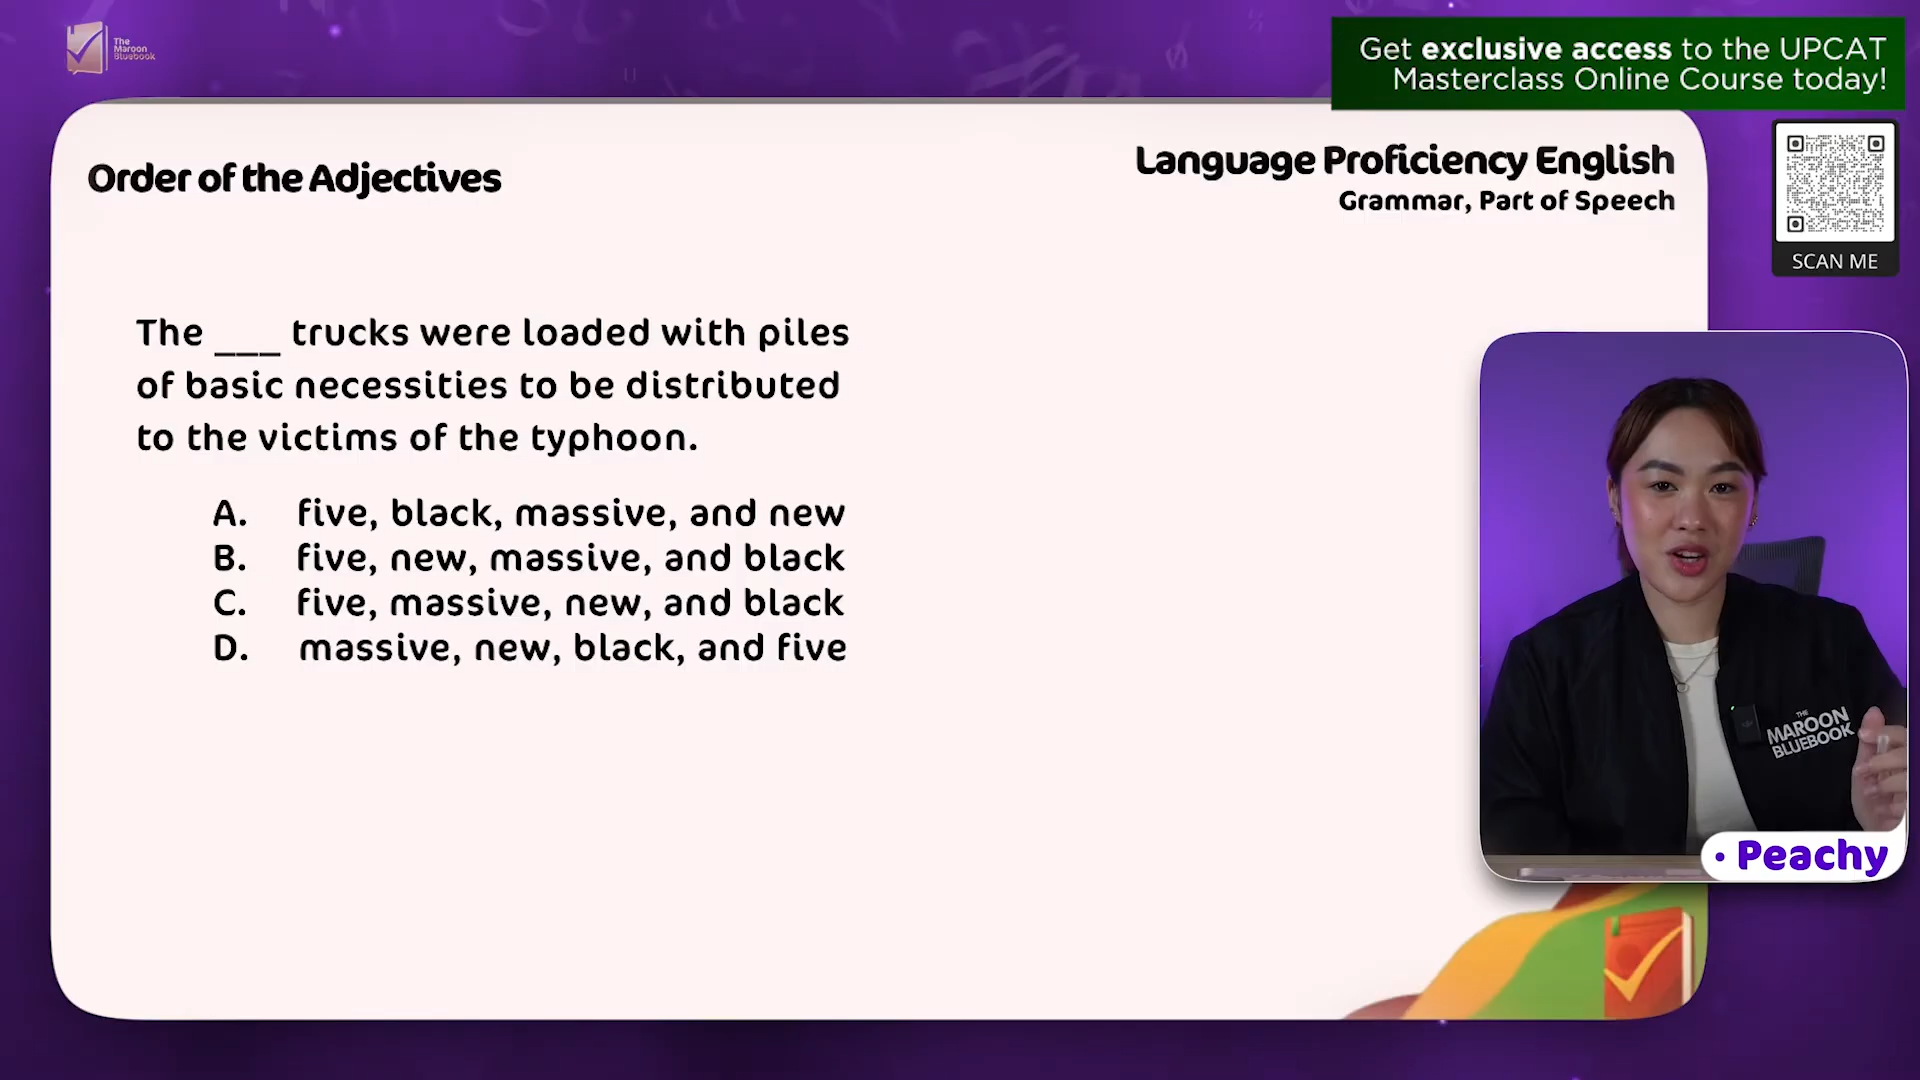 The
Maroon
Bluebook
Get exclusive access to the UPCAT
Masterclass Online Course today!
Order of the Adjectives
Language Proficiency English
Grammar, Part of Speech
SCAN ME
The ___ trucks were loaded with piles
of basic necessities to be distributed
to the victims of the typhoon.
A. five, black, massive, and new
B. five, new, massive, and black
C. five, massive, new, and black
D. massive, new, black, and five
THE
MAROON
BLUEBOOK
• Peachy